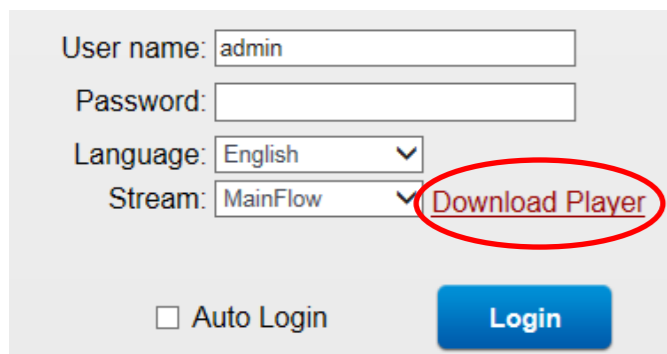 User name: admin
Password:
Language: English
Stream: MainFlow Download Player
Auto Login Login